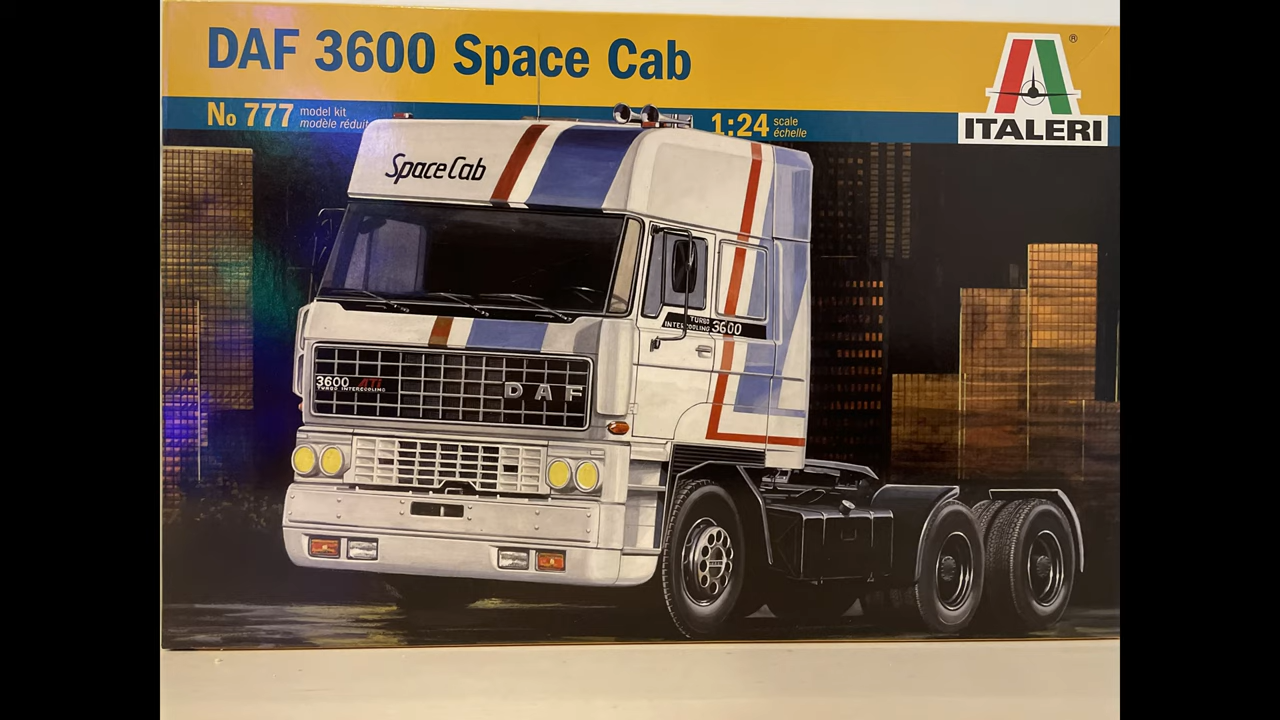 DAF 3600 Space Cab
No 777 model kit
modèle réduit
1:24 scale
échelle
®
ITALERI
Space Cab
TURBO
INTERCOOLING 3600
3600 ATI
TURBO INTERCOOLING
DAF